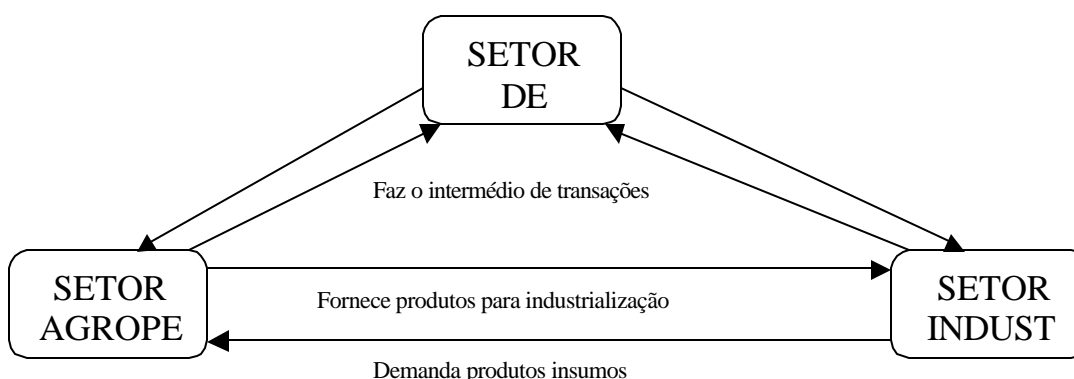 SETOR
DE
Faz o intermédio de transações
SETOR
AGROPE
Fornece produtos para industrialização
SETOR
INDUST
Demanda produtos insumos